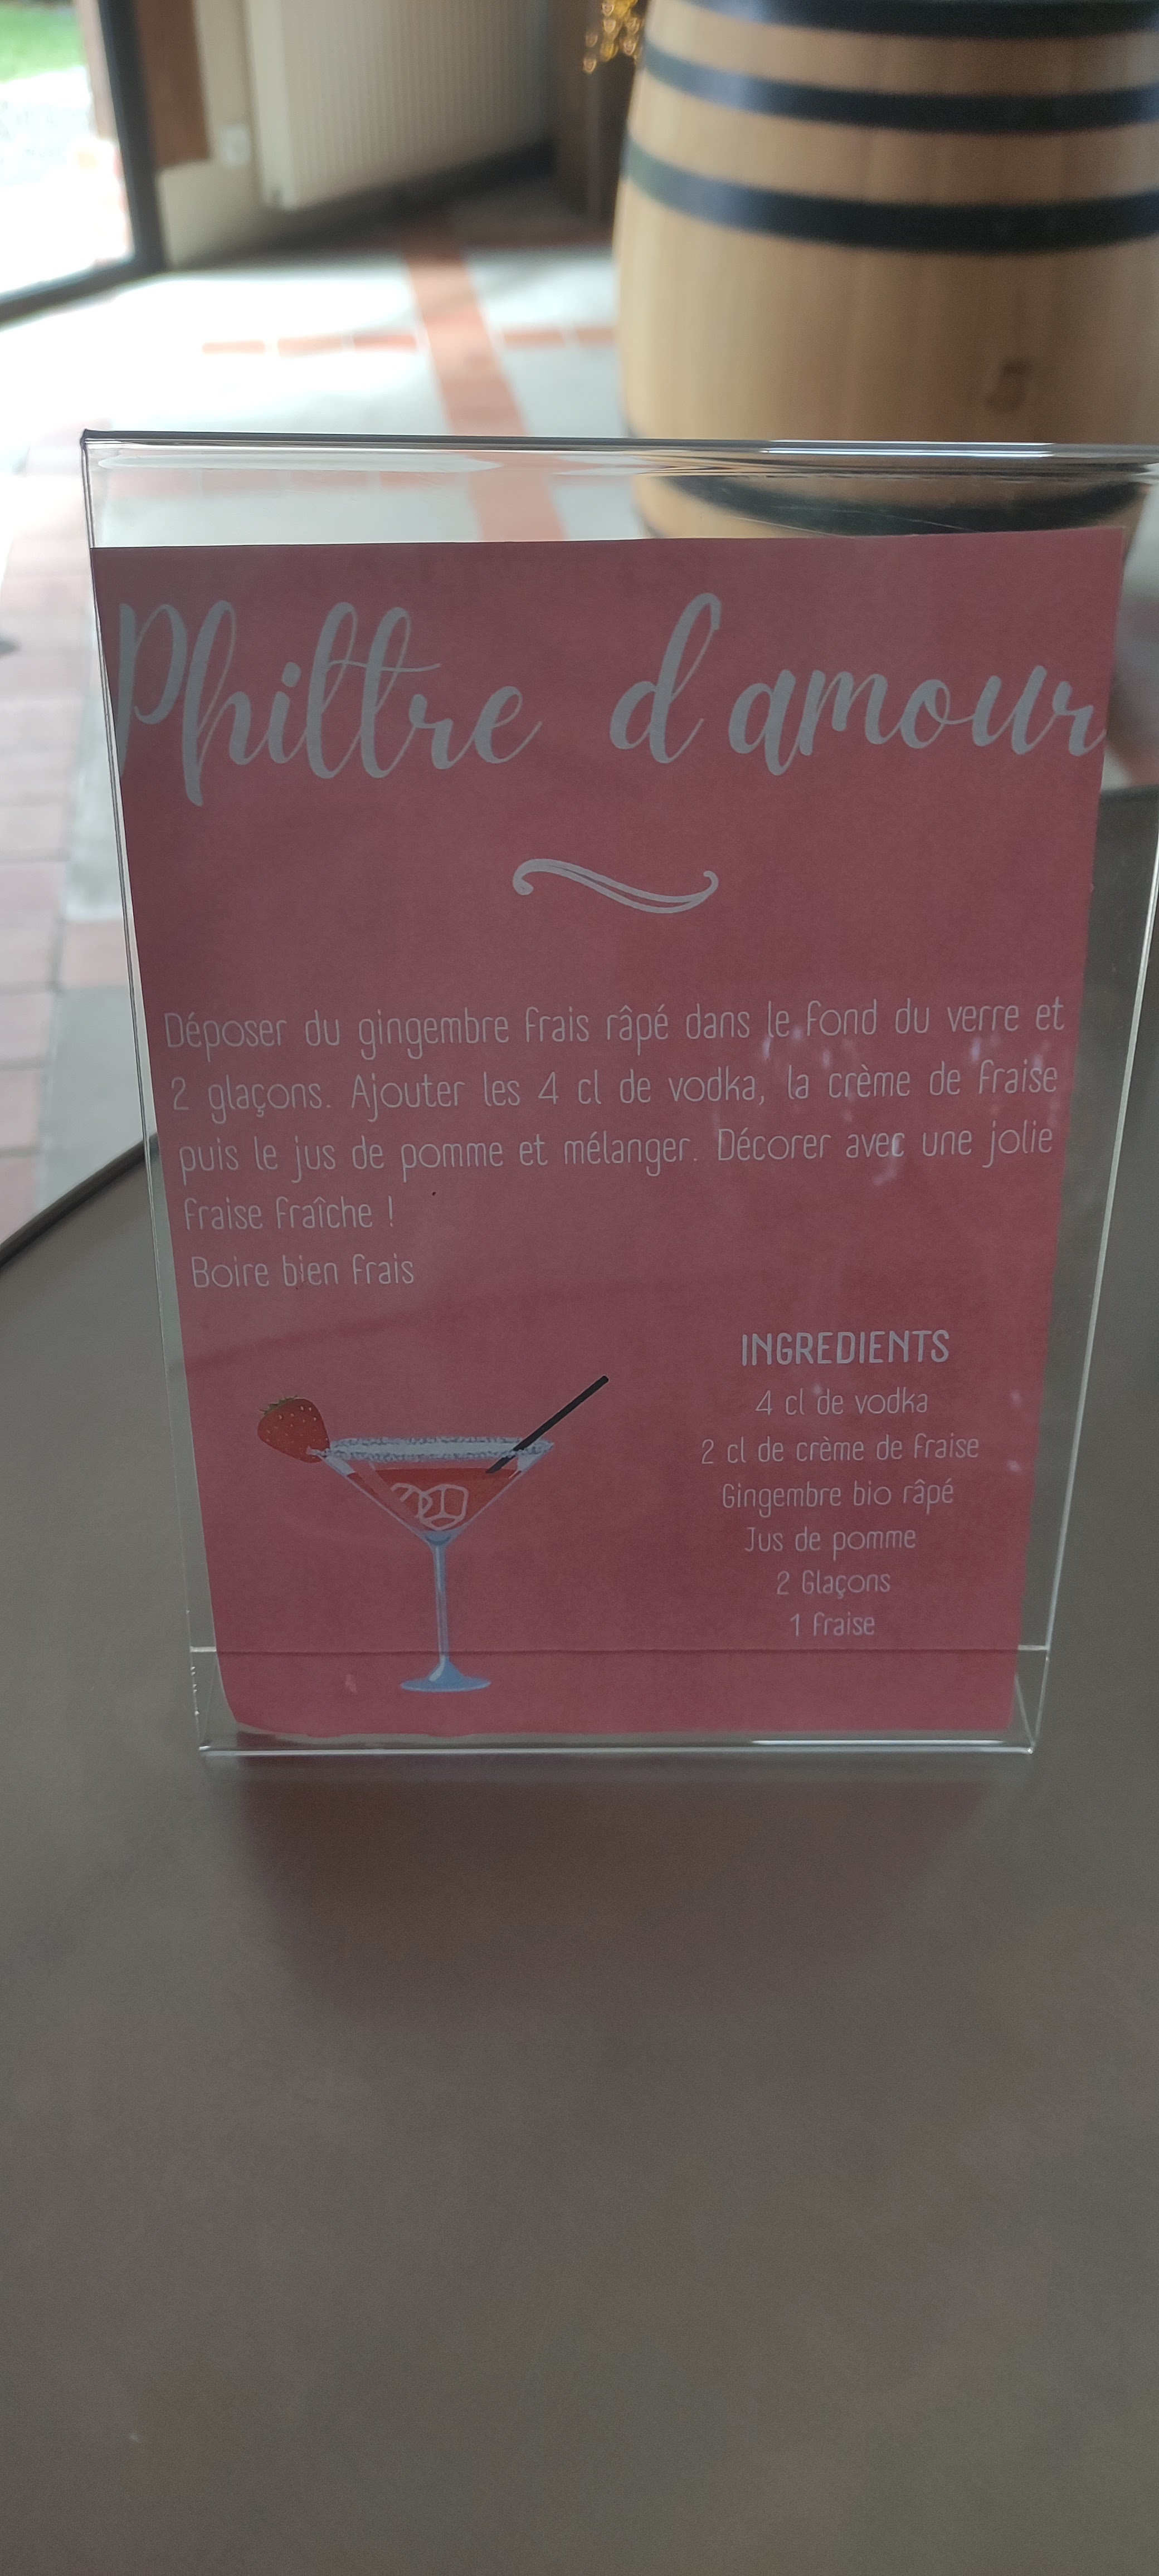 Philtre d'amour
Déposer du gingembre frais râpé dans le fond du verre et
2 glaçons. Ajouter les 4 cl de vodka, la crème de fraise
puis le jus de pomme et mélanger. Décorer avec une jolie
fraise fraîche !
Boire bien frais
INGREDIENTS
4 cl de vodka
2 cl de crème de fraise
Gingembre bio râpé
Jus de pomme
2 Glaçons
1 fraise